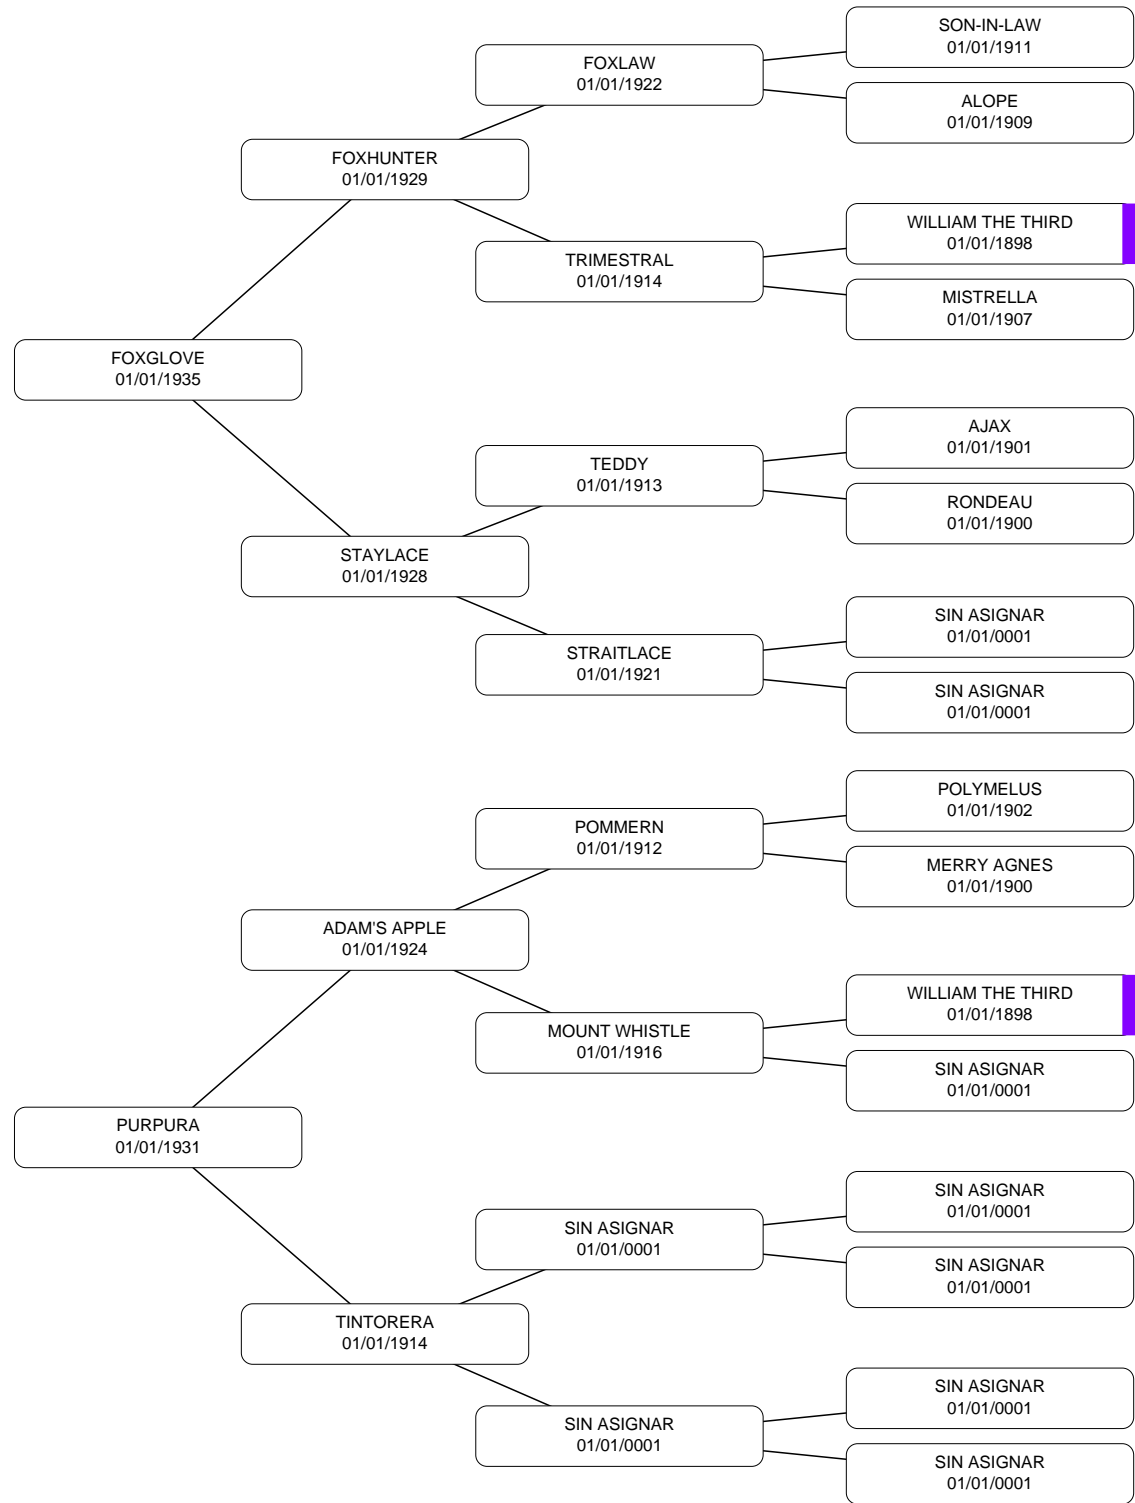 SON-IN-LAW
01/01/1911
FOXLAW
01/01/1922
ALOPE
01/01/1909
FOXHUNTER
01/01/1929
WILLIAM THE THIRD
01/01/1898
TRIMESTRAL
01/01/1914
MISTRELLA
01/01/1907
FOXGLOVE
01/01/1935
AJAX
01/01/1901
TEDDY
01/01/1913
RONDEAU
01/01/1900
STAYLACE
01/01/1928
SIN ASIGNAR
01/01/0001
STRAITLACE
01/01/1921
SIN ASIGNAR
01/01/0001
POLYMELUS
01/01/1902
POMMERN
01/01/1912
MERRY AGNES
01/01/1900
ADAM'S APPLE
01/01/1924
WILLIAM THE THIRD
01/01/1898
MOUNT WHISTLE
01/01/1916
SIN ASIGNAR
01/01/0001
PURPURA
01/01/1931
SIN ASIGNAR
01/01/0001
SIN ASIGNAR
01/01/0001
SIN ASIGNAR
01/01/0001
TINTORERA
01/01/1914
SIN ASIGNAR
01/01/0001
SIN ASIGNAR
01/01/0001
SIN ASIGNAR
01/01/0001